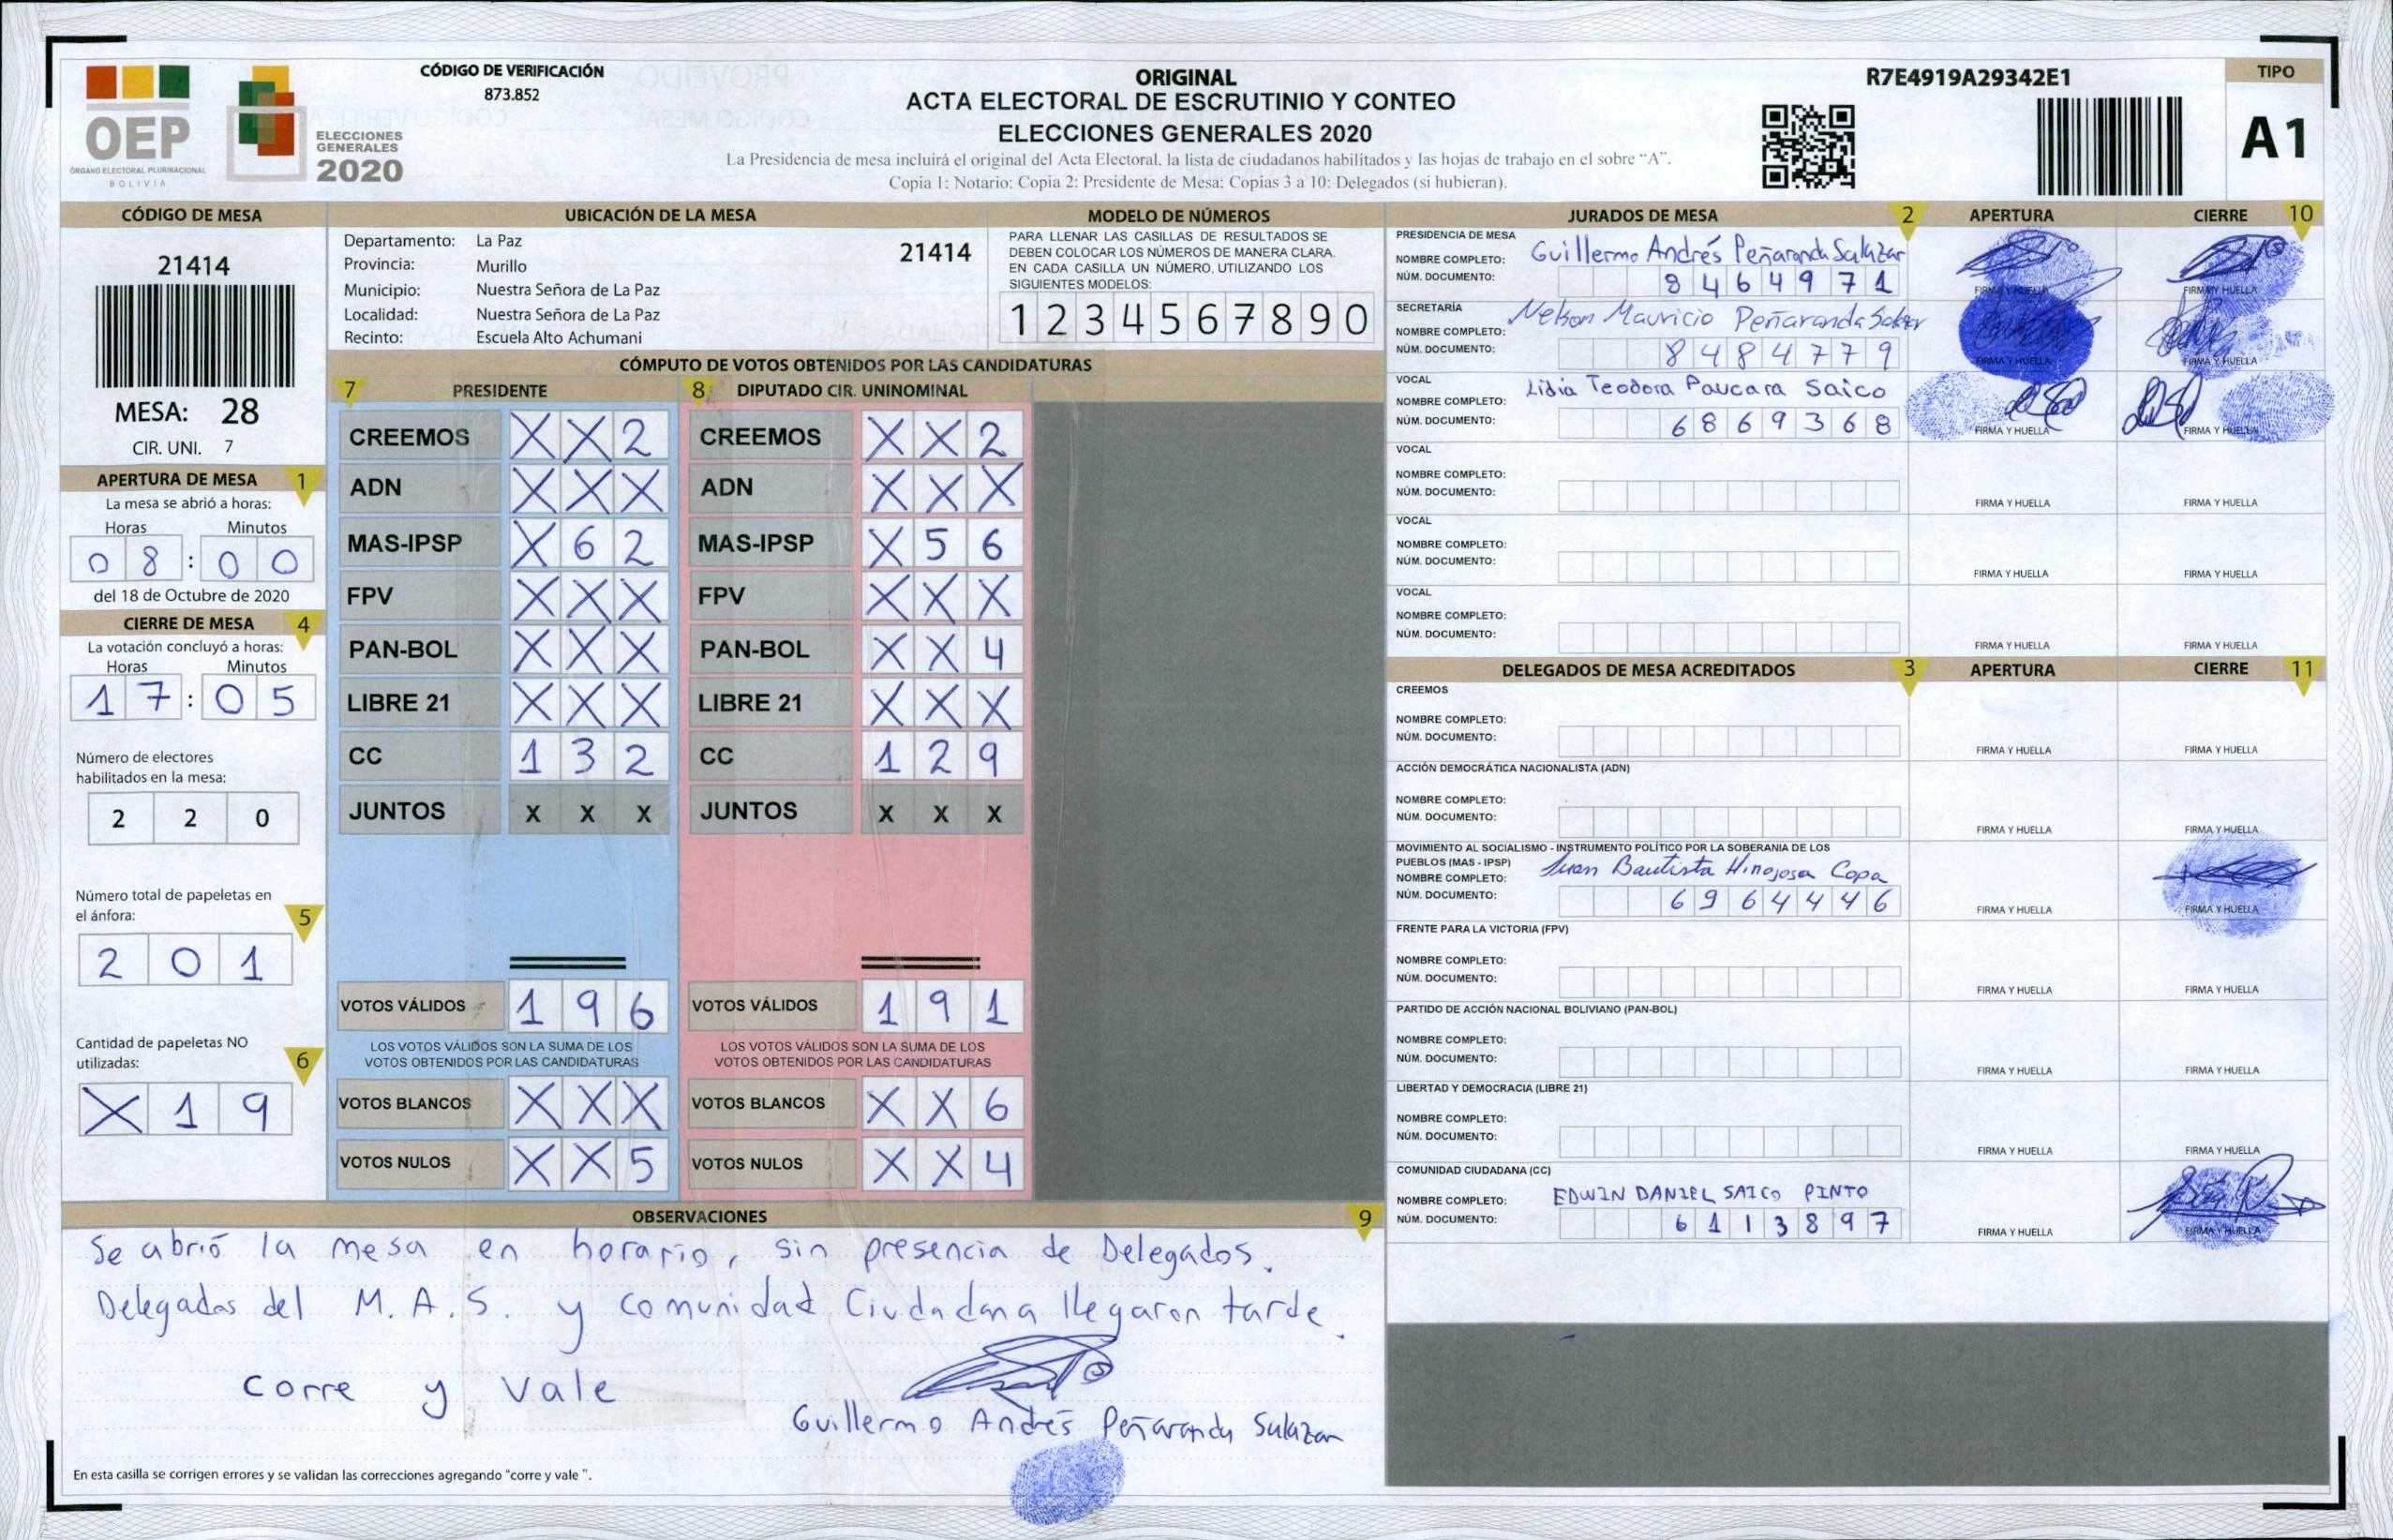 OEP
ÓRGANO ELECTORAL PLURINACIONAL
BOLIVIA
ELECCIONES
GENERALES
2020
CÓDIGO DE VERIFICACIÓN
873.852
ORIGINAL
ACTA ELECTORAL DE ESCRUTINIO Y CONTEO
ELECCIONES GENERALES 2020
La Presidencia de mesa incluirá el original del Acta Electoral, la lista de ciudadanos habilitados y las hojas de trabajo en el sobre "A".
Copia 1: Notario; Copia 2: Presidente de Mesa; Copias 3 a 10: Delegados (si hubieran).
R7E4919A29342E1
TIPO
A1
CÓDIGO DE MESA
21414
MESA: 28
CIR. UNI. 7
APERTURA DE MESA 1
La mesa se abrió a horas:
Horas Minutos
0 8 : 0 0
del 18 de Octubre de 2020
CIERRE DE MESA 4
La votación concluyó a horas:
Horas Minutos
1 7 : 0 5
Número de electores
habilitados en la mesa:
2 2 0
Número total de papeletas en
el ánfora: 5
2 0 1
Cantidad de papeletas NO
utilizadas: 6
X 1 9
UBICACIÓN DE LA MESA
Departamento: La Paz 21414
Provincia: Murillo
Municipio: Nuestra Señora de La Paz
Localidad: Nuestra Señora de La Paz
Recinto: Escuela Alto Achumani
MODELO DE NÚMEROS
PARA LLENAR LAS CASILLAS DE RESULTADOS SE
DEBEN COLOCAR LOS NÚMEROS DE MANERA CLARA.
EN CADA CASILLA UN NÚMERO, UTILIZANDO LOS
SIGUIENTES MODELOS:
1 2 3 4 5 6 7 8 9 0
CÓMPUTO DE VOTOS OBTENIDOS POR LAS CANDIDATURAS
7 PRESIDENTE 8 DIPUTADO CIR. UNINOMINAL
CREEMOS X X 2 CREEMOS X X 2
ADN X X X ADN X X X
MAS-IPSP X 6 2 MAS-IPSP X 5 6
FPV X X X FPV X X X
PAN-BOL X X X PAN-BOL X X 4
LIBRE 21 X X X LIBRE 21 X X X
CC 1 3 2 CC 1 2 9
JUNTOS X X X JUNTOS X X X
VOTOS VÁLIDOS 1 9 6 VOTOS VÁLIDOS 1 9 1
LOS VOTOS VÁLIDOS SON LA SUMA DE LOS LOS VOTOS VÁLIDOS SON LA SUMA DE LOS
VOTOS OBTENIDOS POR LAS CANDIDATURAS VOTOS OBTENIDOS POR LAS CANDIDATURAS
VOTOS BLANCOS X X X VOTOS BLANCOS X X 6
VOTOS NULOS X X 5 VOTOS NULOS X X 4
OBSERVACIONES 9
Se abrió la mesa en horario, sin presencia de Delegados.
Delegados del M.A.S. y comunidad Ciudadana llegaron tarde.
corre y vale
Guillermo Andrés Peñaranda Salazar
En esta casilla se corrigen errores y se validan las correcciones agregando "corre y vale ".
JURADOS DE MESA 2 APERTURA CIERRE 10
PRESIDENCIA DE MESA
NOMBRE COMPLETO: Guillermo Andrés Peñaranda Salazar
NÚM. DOCUMENTO: 8 4 6 4 9 7 1
FIRMA Y HUELLA FIRMA Y HUELLA
SECRETARÍA
NOMBRE COMPLETO: Nelson Mauricio Peñaranda Salazar
NÚM. DOCUMENTO: 8 4 8 4 7 7 9
FIRMA Y HUELLA FIRMA Y HUELLA
VOCAL
NOMBRE COMPLETO: Lidia Teodora Paucara Saico
NÚM. DOCUMENTO: 6 8 6 9 3 6 8
FIRMA Y HUELLA FIRMA Y HUELLA
VOCAL
NOMBRE COMPLETO:
NÚM. DOCUMENTO:
FIRMA Y HUELLA FIRMA Y HUELLA
VOCAL
NOMBRE COMPLETO:
NÚM. DOCUMENTO:
FIRMA Y HUELLA FIRMA Y HUELLA
VOCAL
NOMBRE COMPLETO:
NÚM. DOCUMENTO:
FIRMA Y HUELLA FIRMA Y HUELLA
DELEGADOS DE MESA ACREDITADOS 3 APERTURA CIERRE 11
CREEMOS
NOMBRE COMPLETO:
NÚM. DOCUMENTO:
FIRMA Y HUELLA FIRMA Y HUELLA
ACCIÓN DEMOCRÁTICA NACIONALISTA (ADN)
NOMBRE COMPLETO:
NÚM. DOCUMENTO:
FIRMA Y HUELLA FIRMA Y HUELLA
MOVIMIENTO AL SOCIALISMO - INSTRUMENTO POLÍTICO POR LA SOBERANIA DE LOS
PUEBLOS (MAS - IPSP)
NOMBRE COMPLETO: Juan Bautista Hinojosa Copa
NÚM. DOCUMENTO: 6 9 6 4 4 4 6
FIRMA Y HUELLA FIRMA Y HUELLA
FRENTE PARA LA VICTORIA (FPV)
NOMBRE COMPLETO:
NÚM. DOCUMENTO:
FIRMA Y HUELLA FIRMA Y HUELLA
PARTIDO DE ACCIÓN NACIONAL BOLIVIANO (PAN-BOL)
NOMBRE COMPLETO:
NÚM. DOCUMENTO:
FIRMA Y HUELLA FIRMA Y HUELLA
LIBERTAD Y DEMOCRACIA (LIBRE 21)
NOMBRE COMPLETO:
NÚM. DOCUMENTO:
FIRMA Y HUELLA FIRMA Y HUELLA
COMUNIDAD CIUDADANA (CC)
NOMBRE COMPLETO: EDWIN DANIEL SAICO PINTO
NÚM. DOCUMENTO: 6 1 1 3 8 9 7
FIRMA Y HUELLA FIRMA Y HUELLA